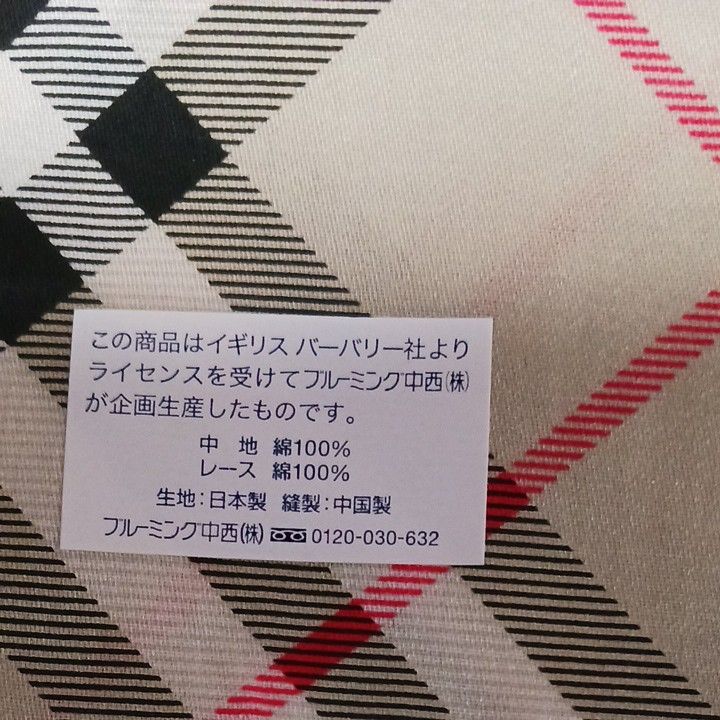 この商品はイギリス バーバリー社より
ライセンスを受けてブルーミング中西(株)
が企画生産したものです。
中 地 綿100%
レース 綿100%
生地:日本製 縫製:中国製
ブルーミング中西(株) 0120-030-632